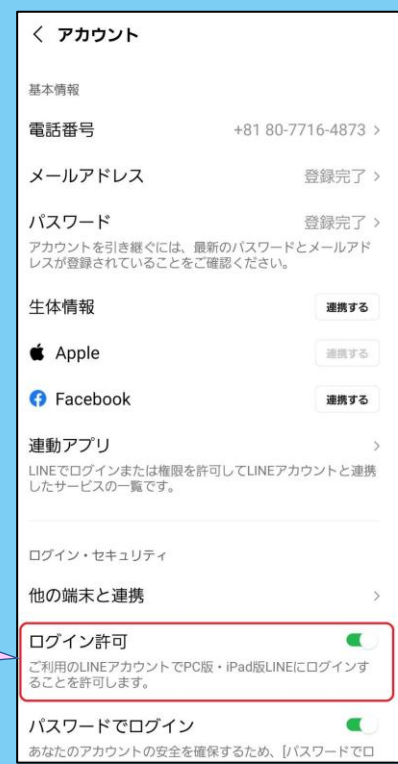 アカウント
基本情報
電話番号 +81 80-7716-4873
メールアドレス 登録完了
パスワード 登録完了
アカウントを引き継ぐには、最新のパスワードとメールアド
レスが登録されていることをご確認ください。
生体情報 連携する
Apple 連携する
Facebook 連携する
連動アプリ
LINEでログインまたは権限を許可してLINEアカウントと連携
したサービスの一覧です。
ログイン・セキュリティ
他の端末と連携
ログイン許可
ご利用のLINEアカウントでPC版・iPad版LINEにログインす
ることを許可します。
パスワードでログイン
あなたのアカウントの安全を確保するため、[パスワードでロ